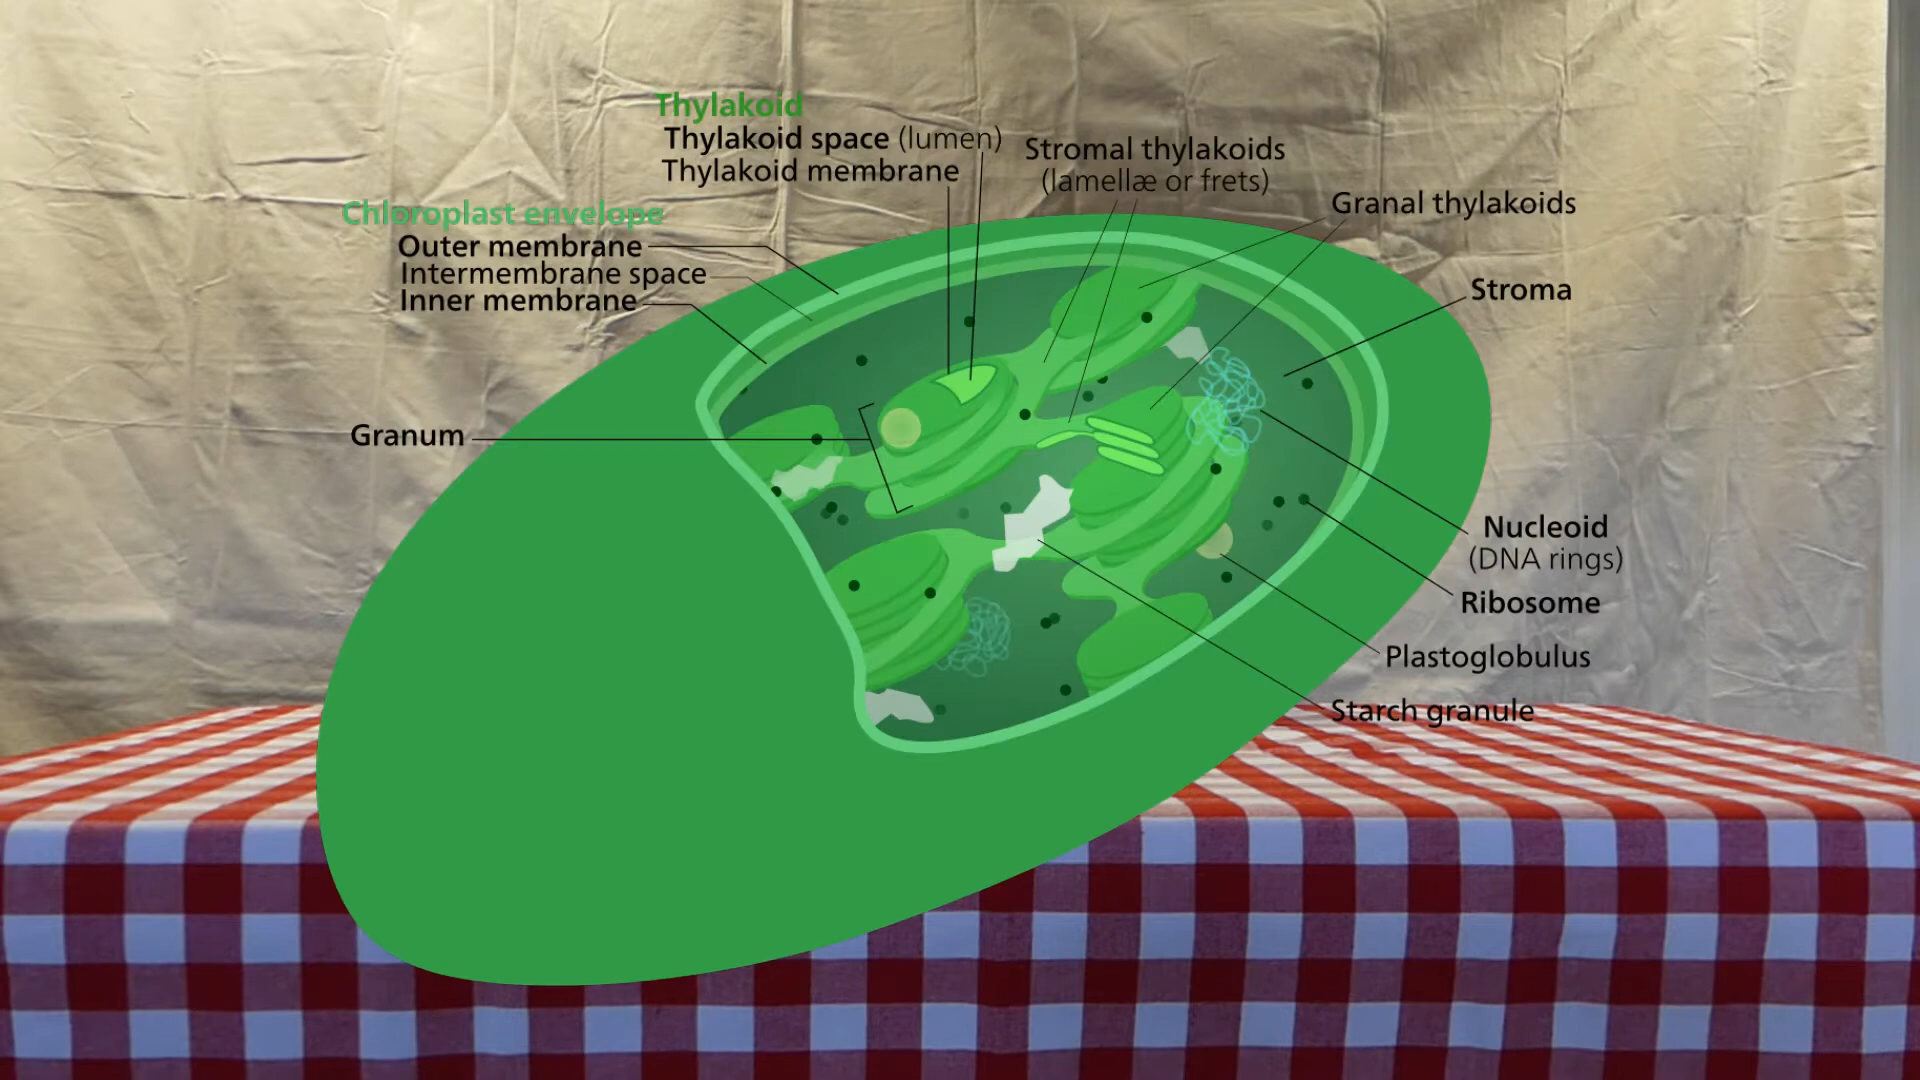 Thylakoid
Thylakoid space (lumen)
Thylakoid membrane
Stromal thylakoids
(lamellæ or frets)
Granal thylakoids
Chloroplast envelope
Outer membrane
Intermembrane space
Inner membrane
Stroma
Granum
Nucleoid
(DNA rings)
Ribosome
Plastoglobulus
Starch granule